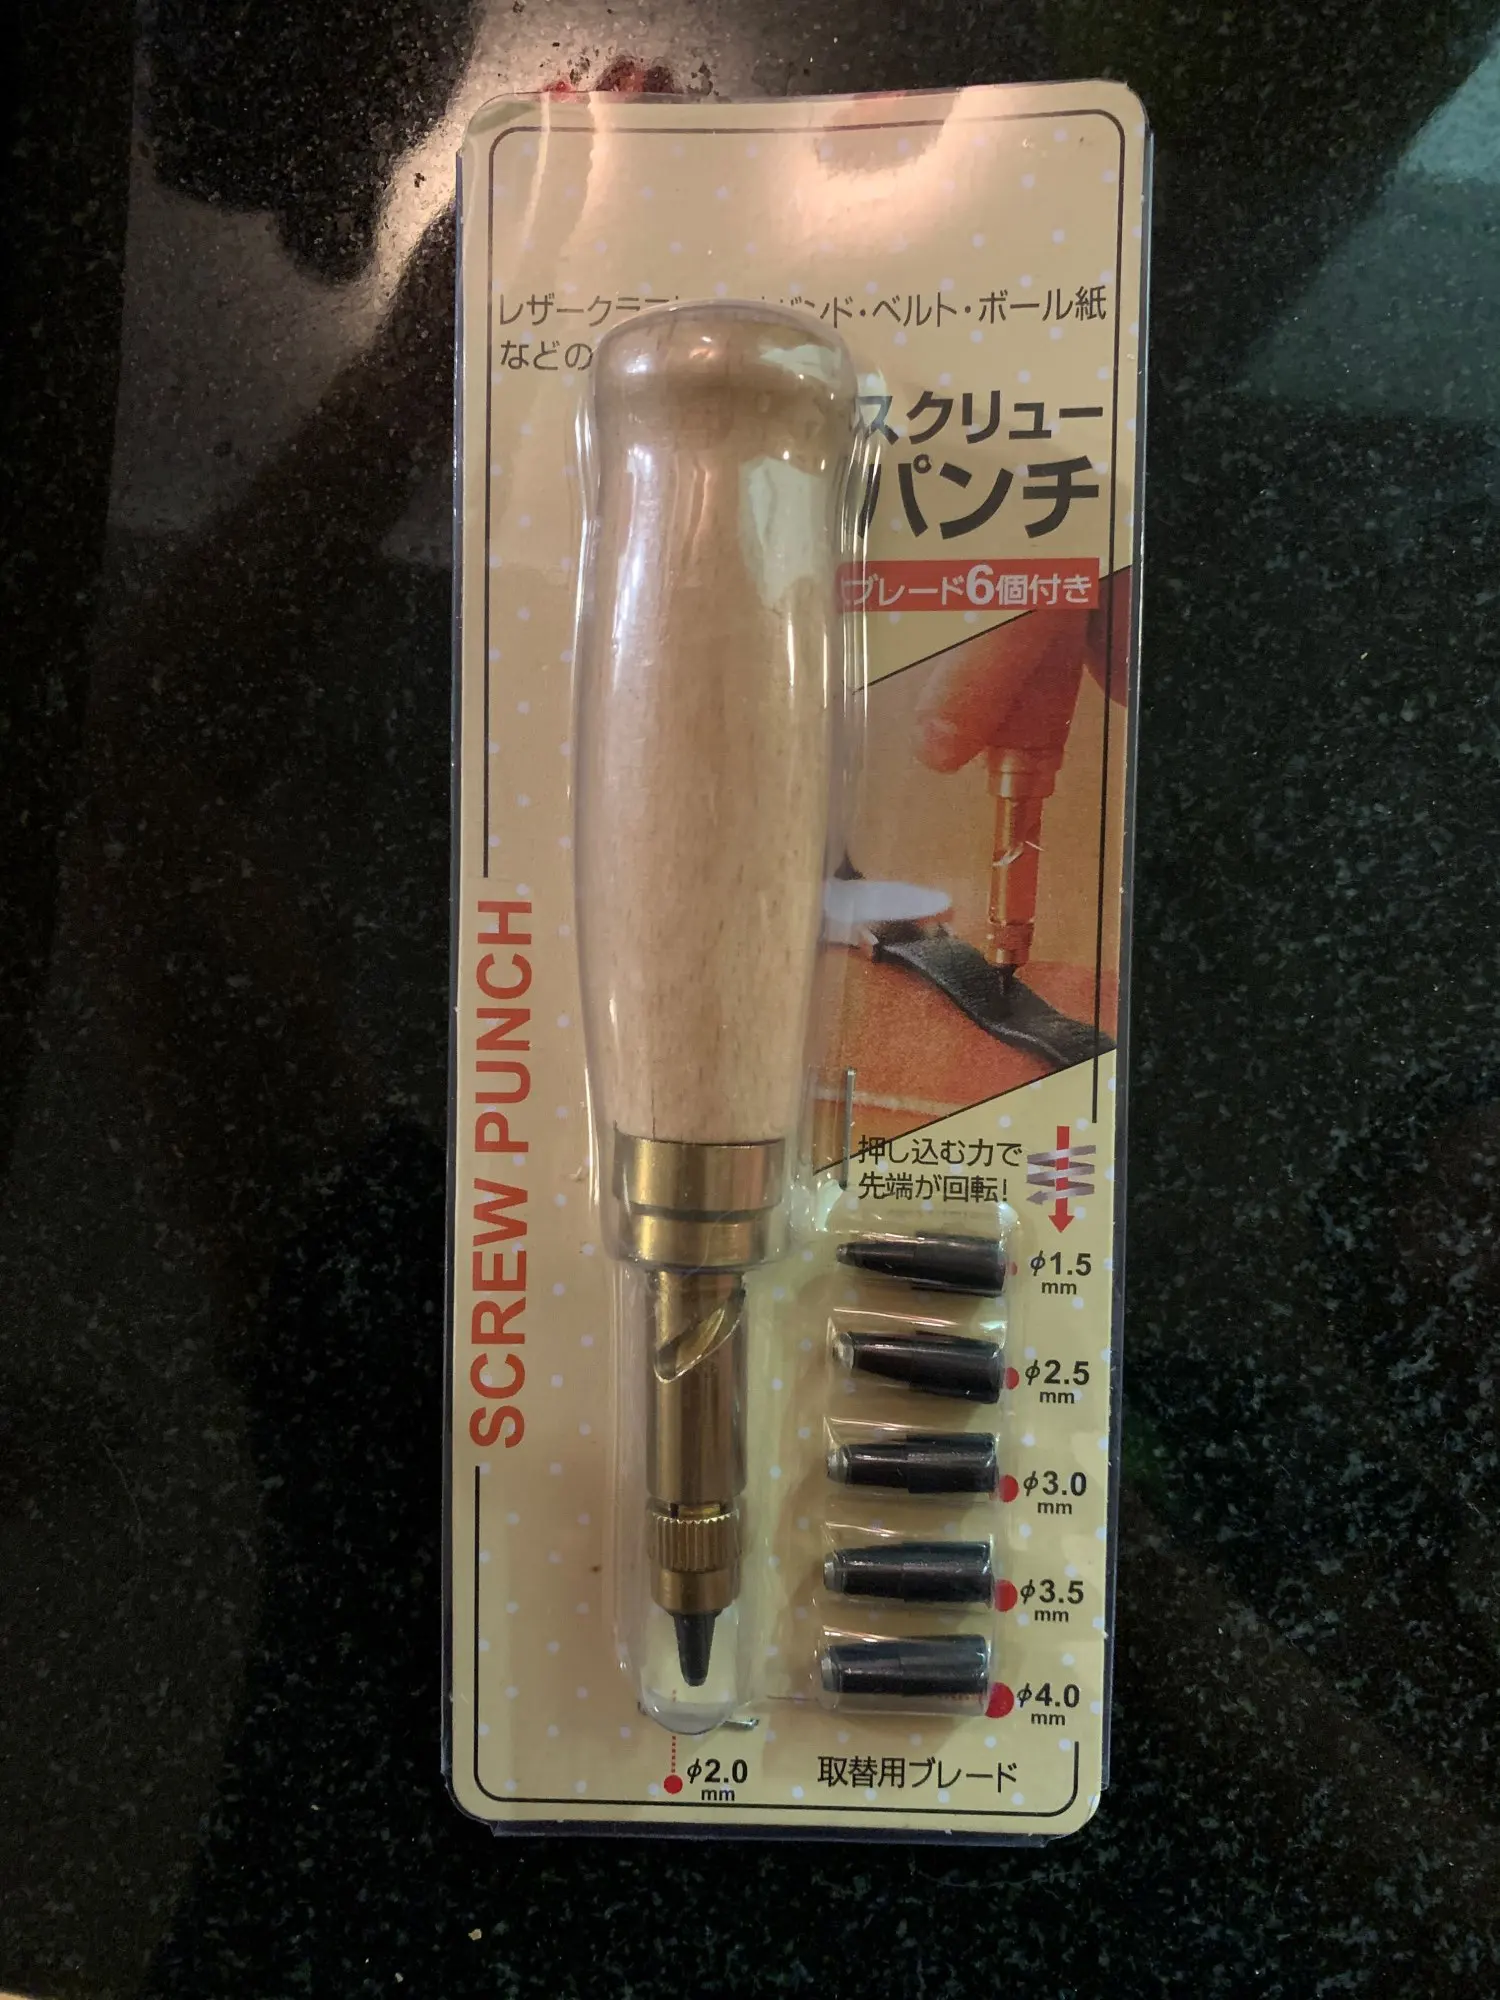 レザークラフト バンド・ベルト・ボール紙
などの
スクリュー
パンチ
ブレード6個付き
SCREW PUNCH
押し込む力で
先端が回転!
φ1.5
mm
φ2.5
mm
φ3.0
mm
φ3.5
mm
φ4.0
mm
φ2.0
mm
取替用ブレード